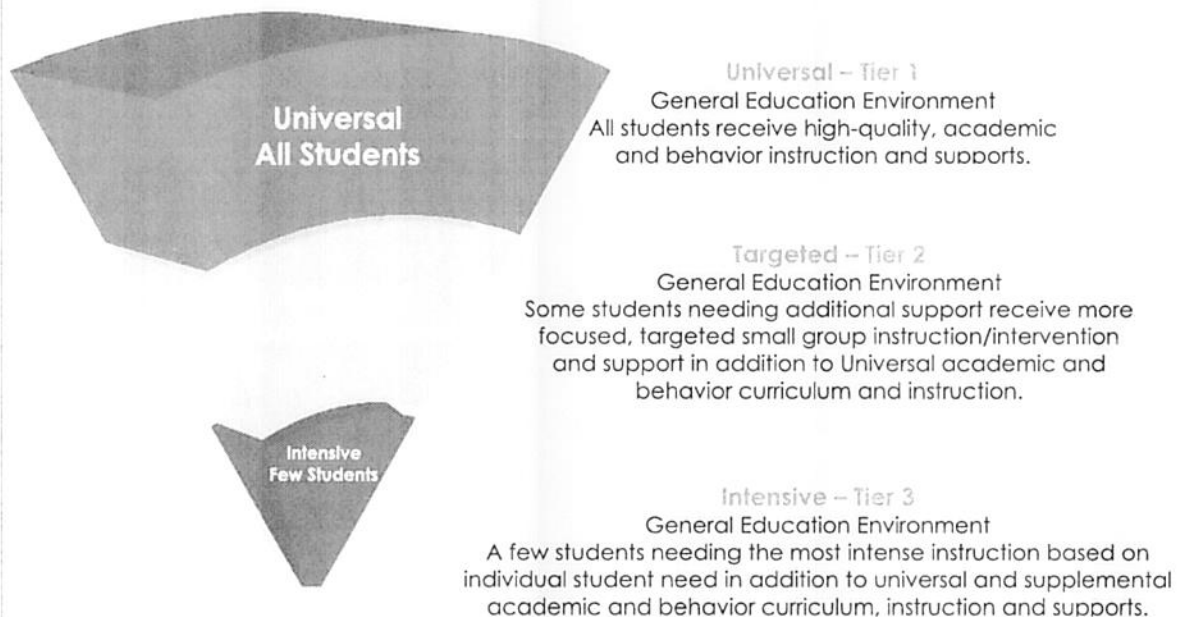 Universal
All Students
Universal – Tier 1
General Education Environment
All students receive high-quality, academic
and behavior instruction and supports.
Targeted – Tier 2
General Education Environment
Some students needing additional support receive more
focused, targeted small group instruction/intervention
and support in addition to Universal academic and
behavior curriculum and instruction.
Intensive
Few Students
Intensive – Tier 3
General Education Environment
A few students needing the most intense instruction based on
individual student need in addition to universal and supplemental
academic and behavior curriculum, instruction and supports.